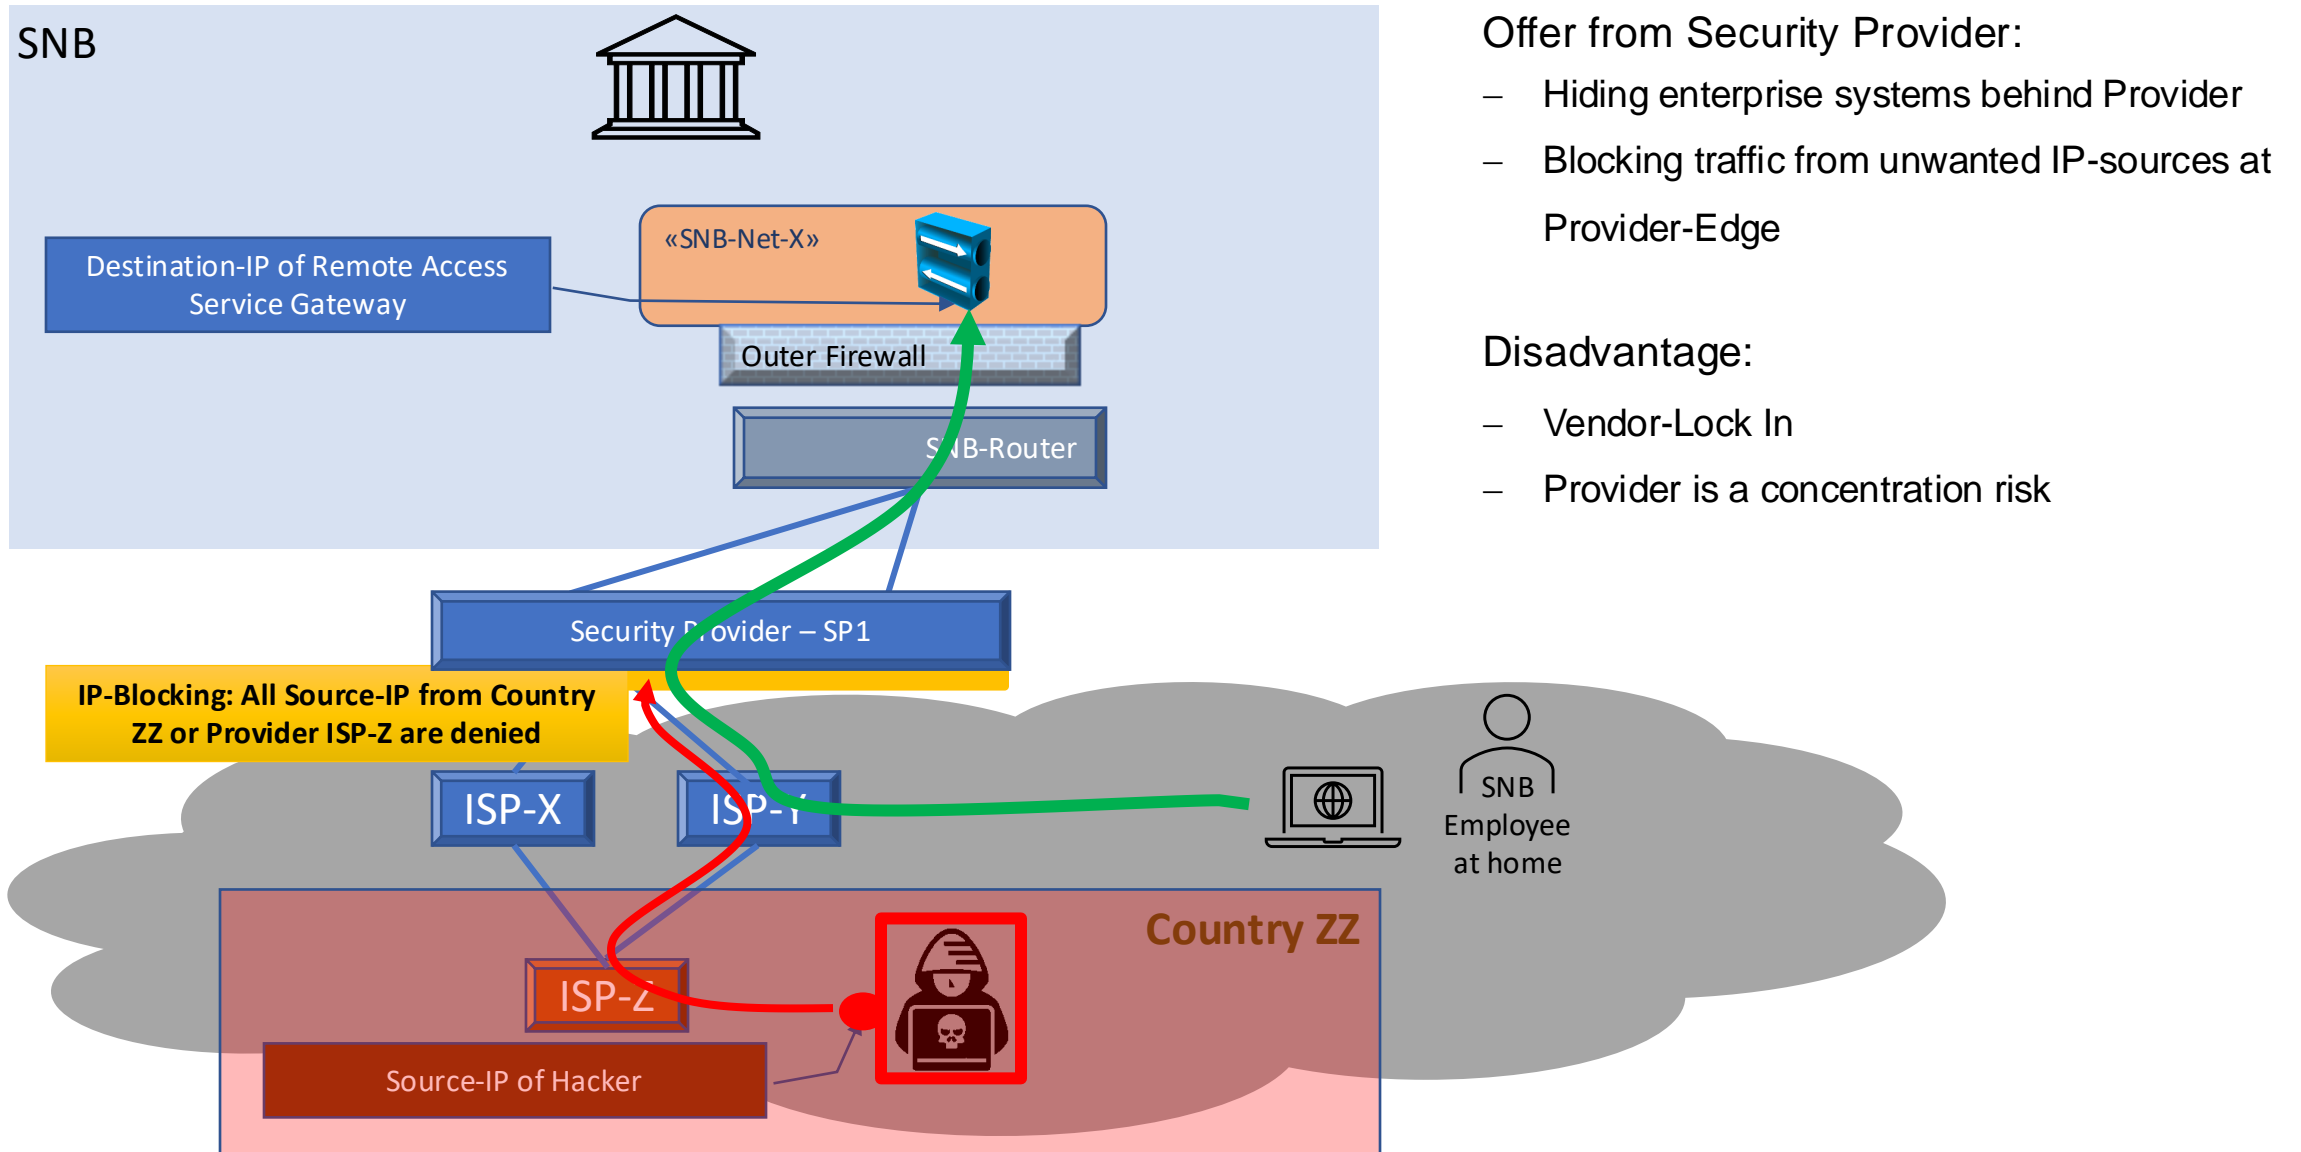 SNB
«SNB-Net-X»
Destination-IP of Remote Access
Service Gateway
Outer Firewall
SNB-Router
Security Provider – SP1
IP-Blocking: All Source-IP from Country
ZZ or Provider ISP-Z are denied
ISP-X
ISP-Y
SNB
Employee
at home
Country ZZ
ISP-Z
Source-IP of Hacker
Offer from Security Provider:
– Hiding enterprise systems behind Provider
– Blocking traffic from unwanted IP-sources at
Provider-Edge
Disadvantage:
– Vendor-Lock In
– Provider is a concentration risk